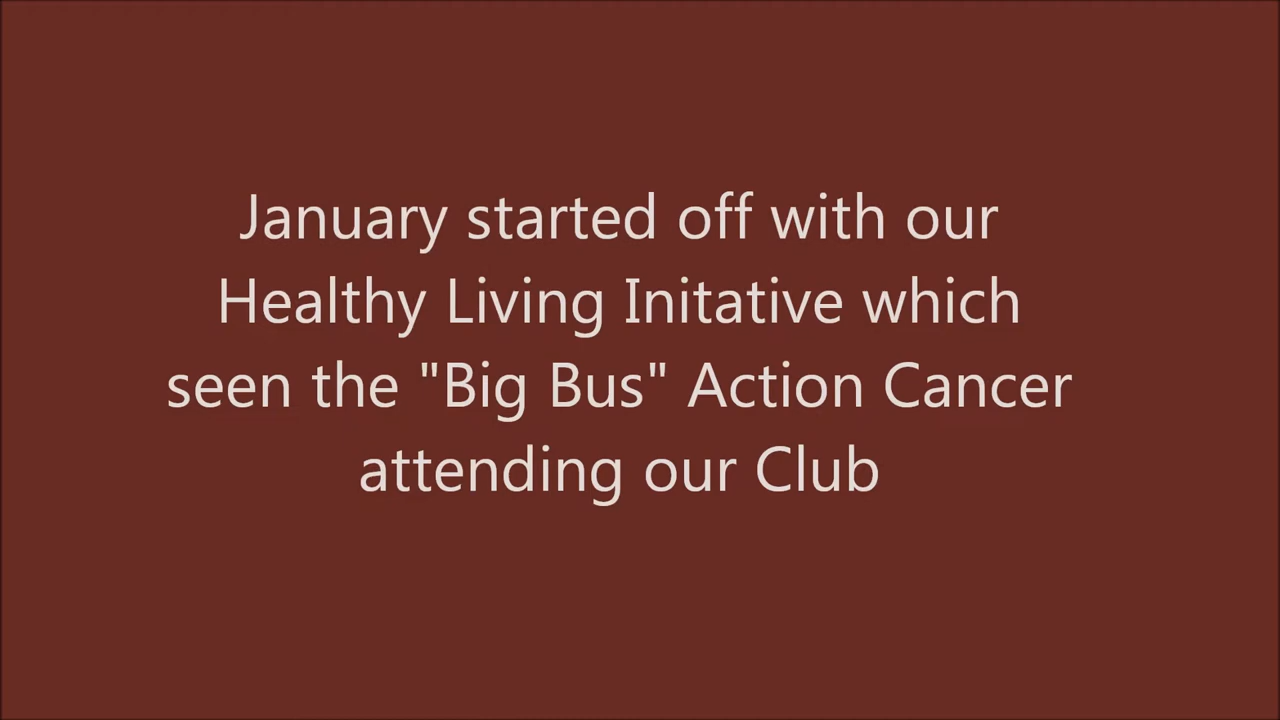 January started off with our
Healthy Living Initative which
seen the "Big Bus" Action Cancer
attending our Club